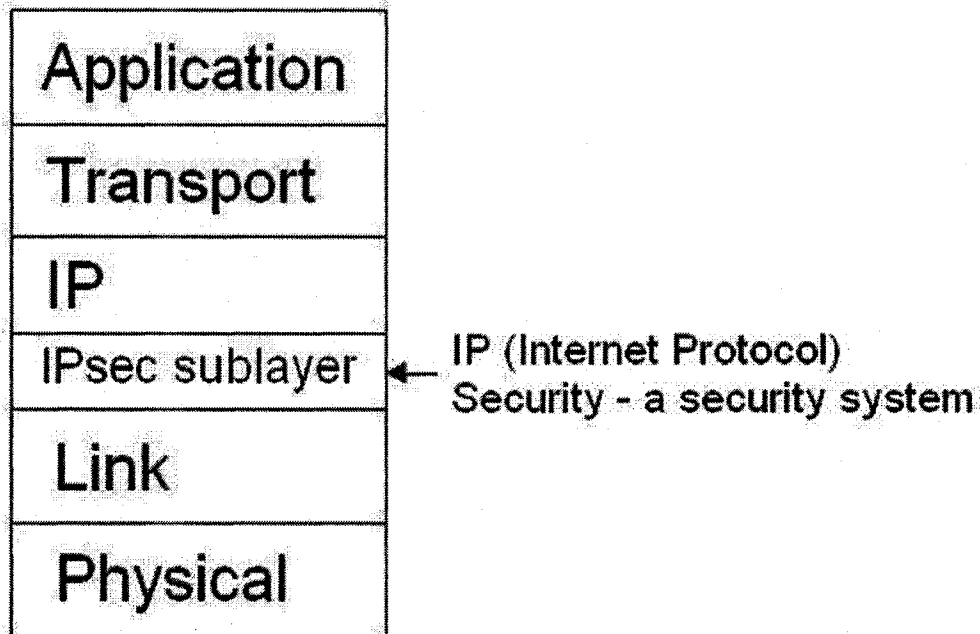 Application
Transport
IP
IPsec sublayer
IP (Internet Protocol)
Security - a security system
Link
Physical